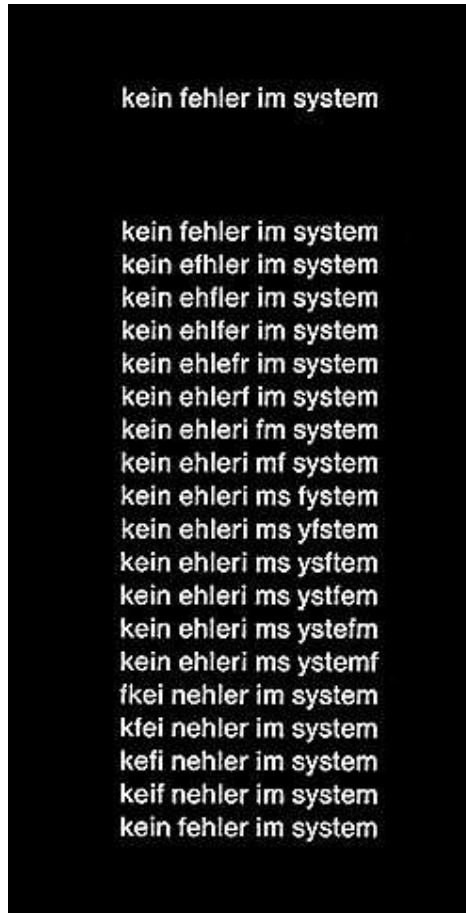 kein fehler im system
kein fehler im system
kein efhler im system
kein ehfler im system
kein ehlfer im system
kein ehlefr im system
kein ehlerf im system
kein ehleri fm system
kein ehleri mf system
kein ehleri ms fystem
kein ehleri ms yfstem
kein ehleri ms ysftem
kein ehleri ms ystfem
kein ehleri ms ystefm
kein ehleri ms ystemf
fkei nehler im system
kfei nehler im system
kefi nehler im system
keif nehler im system
kein fehler im system